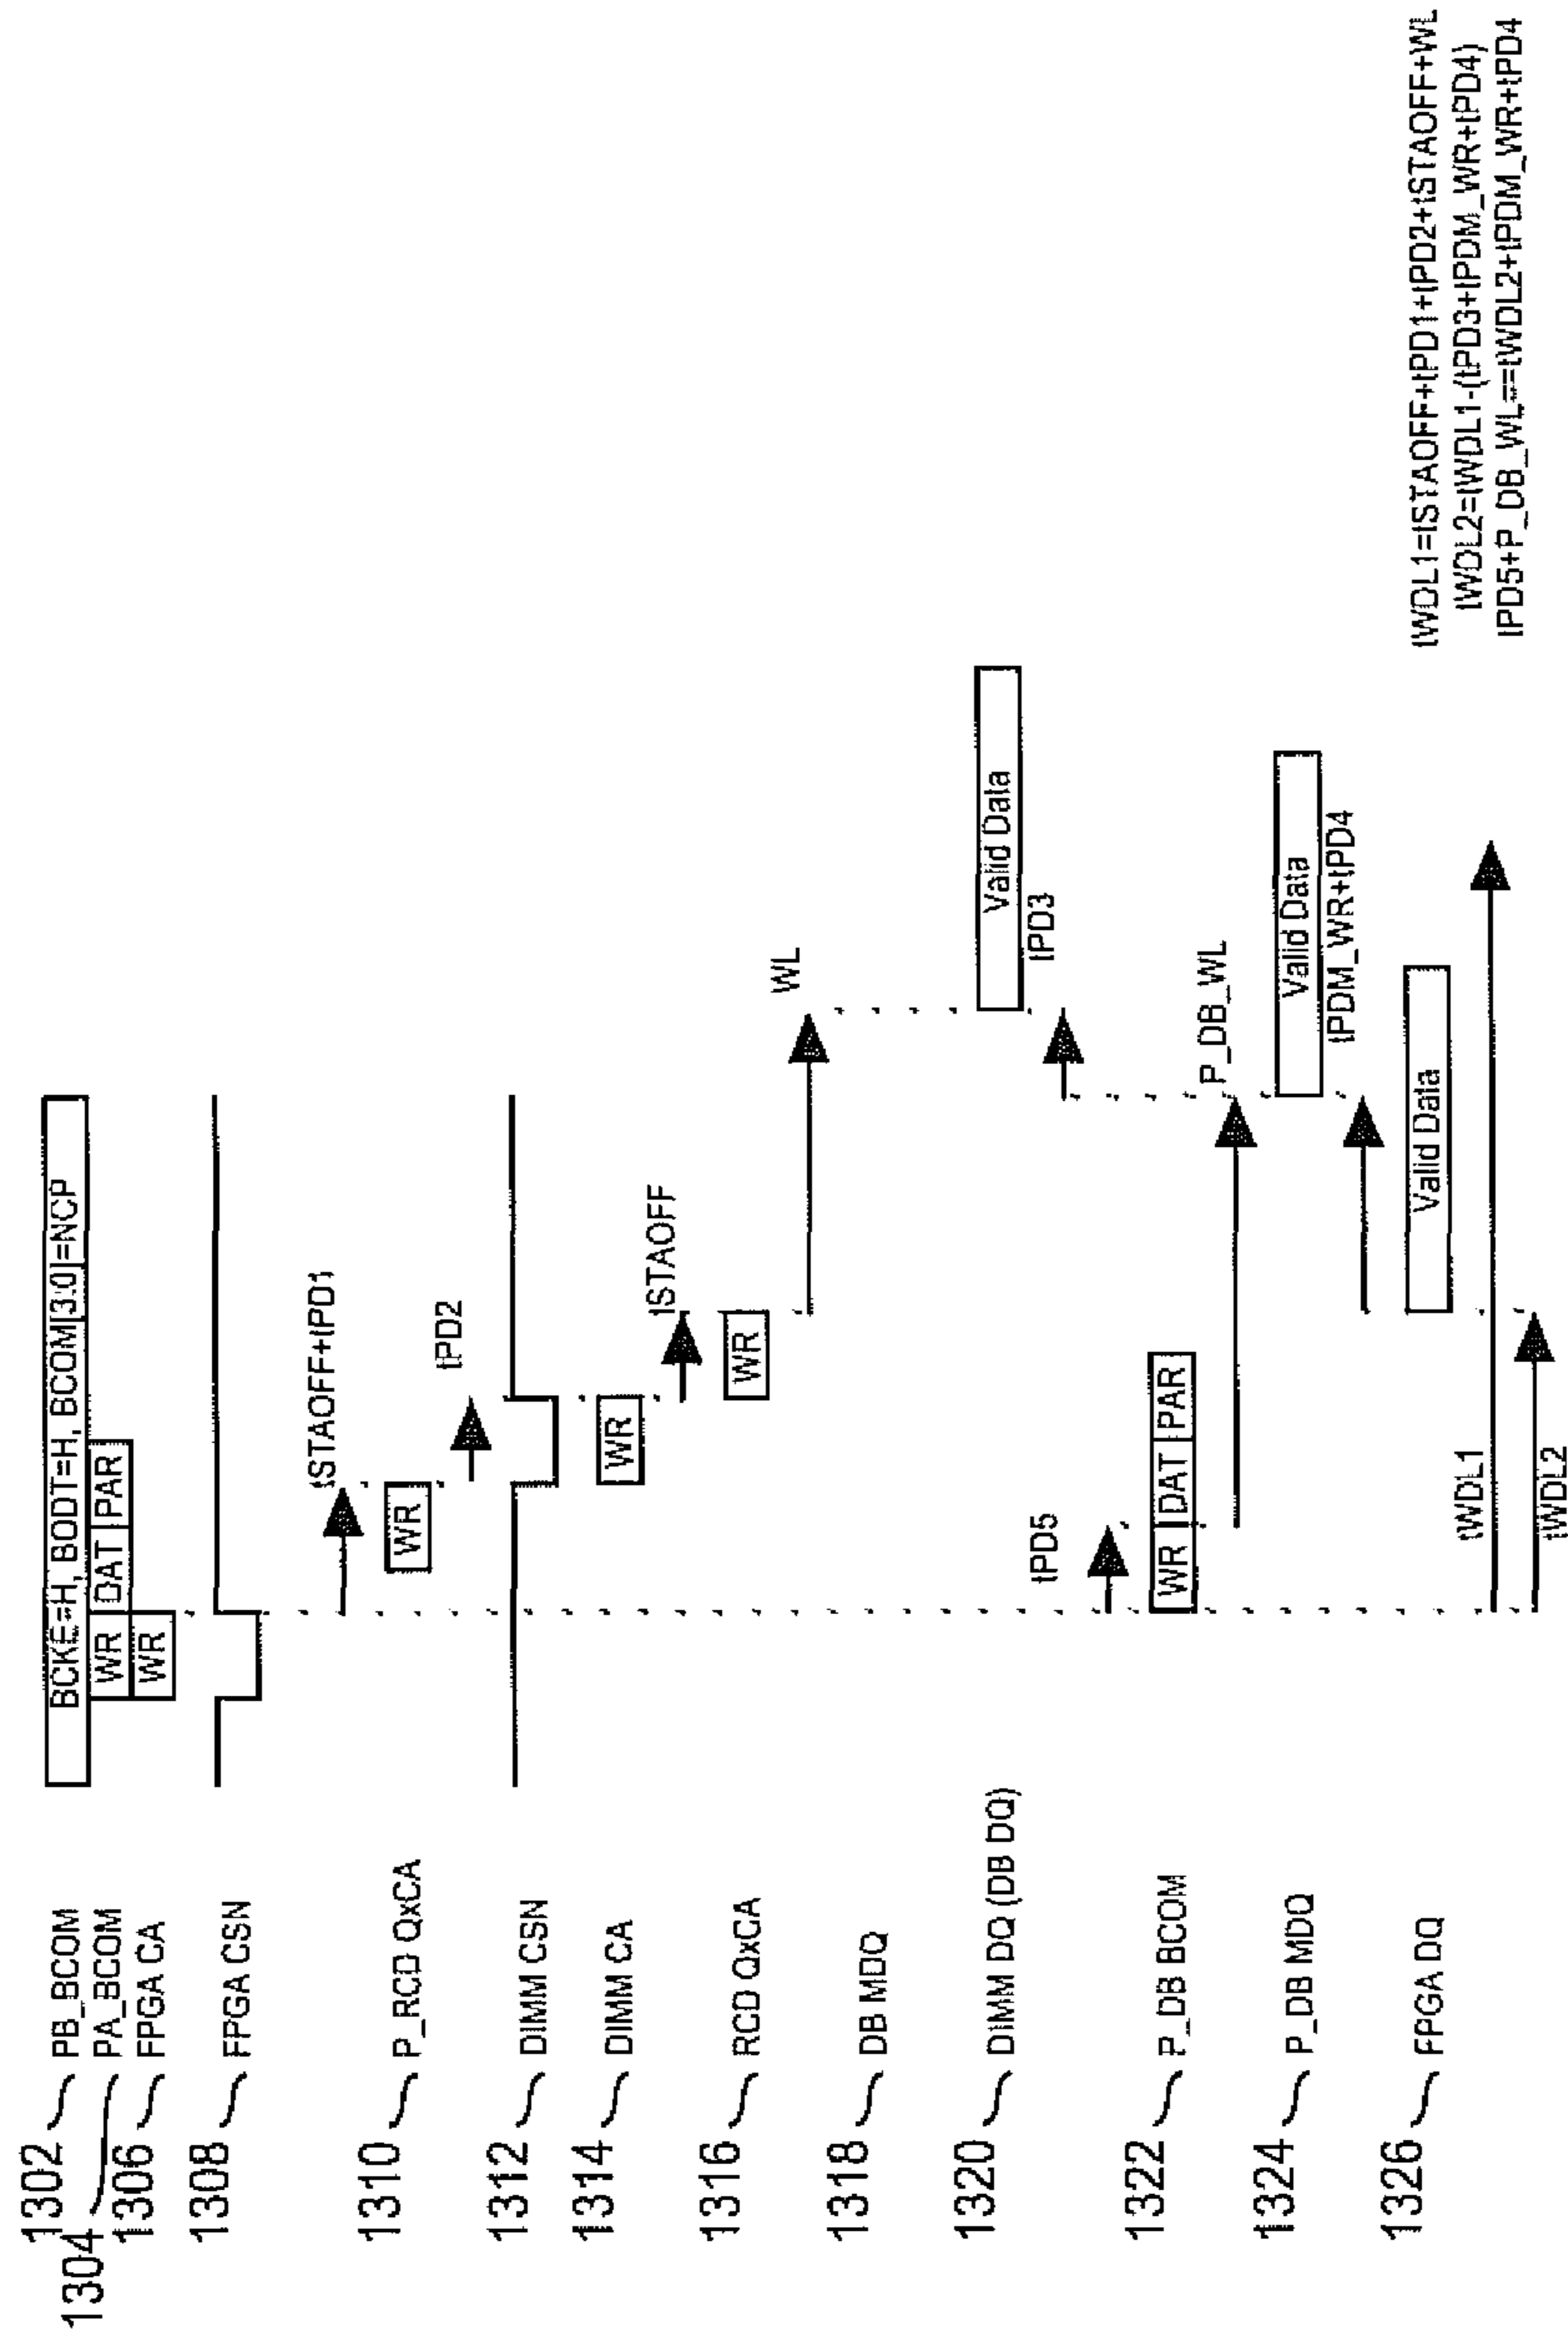 1302 PB_BCOM BCKE=H, BODT=H, BCOM[3:0]=NCP
1304 PA_BCOM WR DAT PAR
1306 FPGA CA WR
1308 FPGA CSN
tSTAOFF+tPD1
1310 P_RCD QxCA WR
tPD2
1312 DIMM CSN
1314 DIMM CA WR
tSTAOFF
1316 RCD QxCA WR
WL
1318 DB MDQ
1320 DIMM DQ (DB DQ) Valid Data
tPD3
tPD5
1322 P_DB BCOM WR DAT PAR
P_DB_WL
1324 P_DB MDQ Valid Data
tPDM_WR+tPD4
1326 FPGA DQ Valid Data
tWDL1
tWDL2
tWDL1=tSTAOFF+tPD1+tPD2+tSTAOFF+WL
tWDL2=tWDL1-(tPD3+tPDM_WR+tPD4)
tPD5+P_DB_WL==tWDL2+tPDM_WR+tPD4